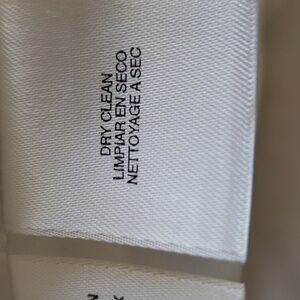 DRY CLEAN
LIMPIAR EN SECO
NETTOYAGE A SEC